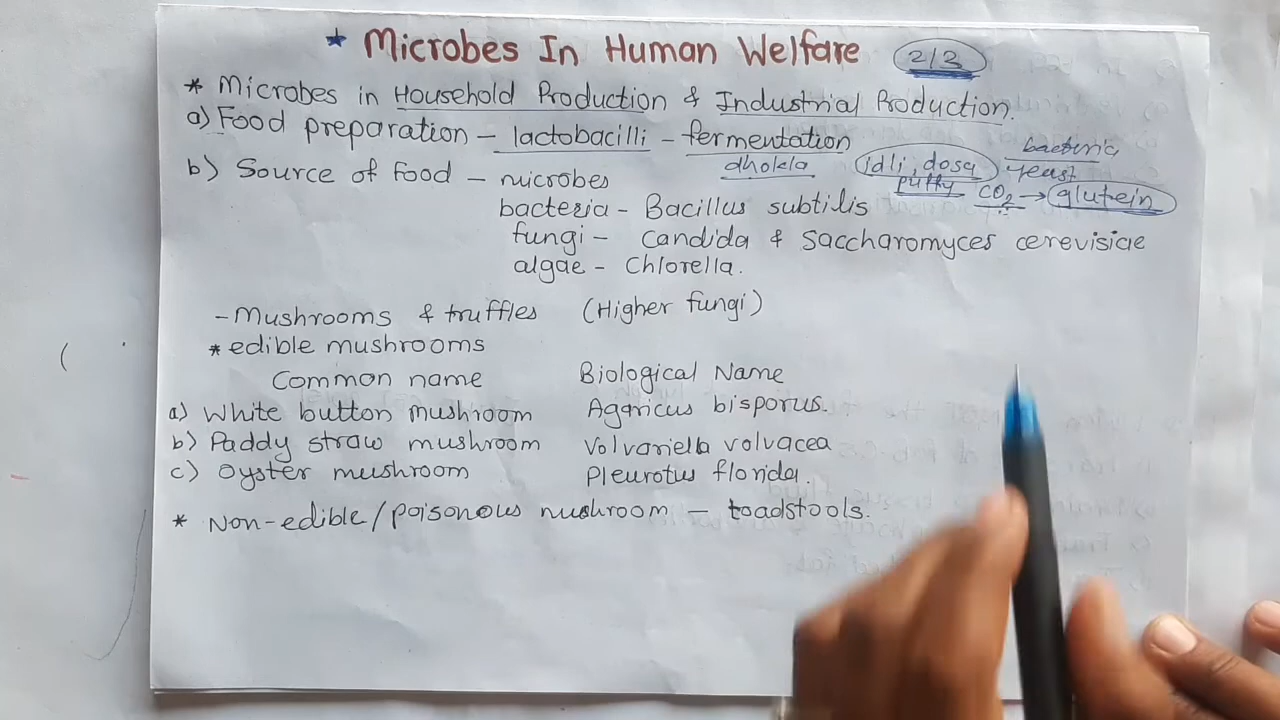 * Microbes In Human Welfare 2/2
* Microbes in Household Production & Industrial Production.
a) Food preparation - lactobacilli - fermentation
dholela idli, dosa bacteria
puffy yeast
CO2 → glutein
b) Source of food - microbes
bacteria - Bacillus subtilis
fungi - Candida & Saccharomyces cerevisiae
algae - Chlorella.
- Mushrooms & truffles (Higher fungi)
* edible mushrooms
Common name Biological Name
a) White button mushroom Agaricus bisporus.
b) Paddy straw mushroom Volvariella volvacea
c) Oyster mushroom Pleurotus florida.
* Non-edible/poisonous mushroom - toadstools.